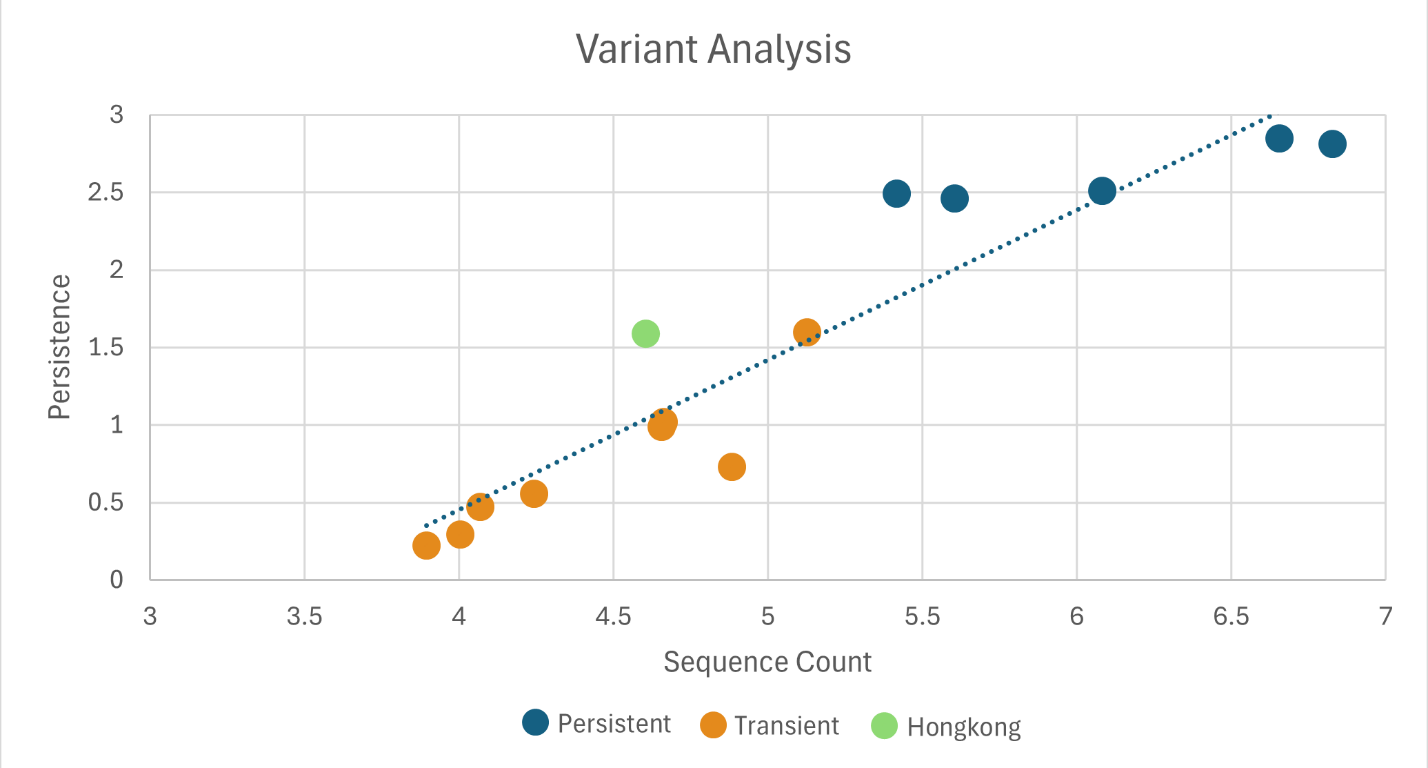 Variant Analysis
3
2.5
2
1.5
1
0.5
0
Persistence
3 3.5 4 4.5 5 5.5 6 6.5 7
Sequence Count
Persistent Transient Hongkong